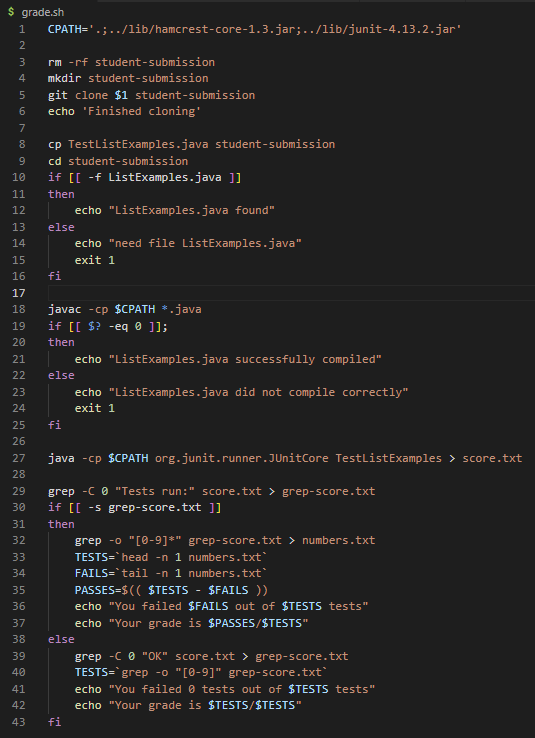 $ grade.sh
1 CPATH='.;../lib/hamcrest-core-1.3.jar;../lib/junit-4.13.2.jar'
2
3 rm -rf student-submission
4 mkdir student-submission
5 git clone $1 student-submission
6 echo 'Finished cloning'
7
8 cp TestListExamples.java student-submission
9 cd student-submission
10 if [[ -f ListExamples.java ]]
11 then
12     echo "ListExamples.java found"
13 else
14     echo "need file ListExamples.java"
15     exit 1
16 fi
17
18 javac -cp $CPATH *.java
19 if [[ $? -eq 0 ]];
20 then
21     echo "ListExamples.java successfully compiled"
22 else
23     echo "ListExamples.java did not compile correctly"
24     exit 1
25 fi
26
27 java -cp $CPATH org.junit.runner.JUnitCore TestListExamples > score.txt
28
29 grep -C 0 "Tests run:" score.txt > grep-score.txt
30 if [[ -s grep-score.txt ]]
31 then
32     grep -o "[0-9]*" grep-score.txt > numbers.txt
33     TESTS=`head -n 1 numbers.txt`
34     FAILS=`tail -n 1 numbers.txt`
35     PASSES=$(( $TESTS - $FAILS ))
36     echo "You failed $FAILS out of $TESTS tests"
37     echo "Your grade is $PASSES/$TESTS"
38 else
39     grep -C 0 "OK" score.txt > grep-score.txt
40     TESTS=`grep -o "[0-9]" grep-score.txt`
41     echo "You failed 0 tests out of $TESTS tests"
42     echo "Your grade is $TESTS/$TESTS"
43 fi